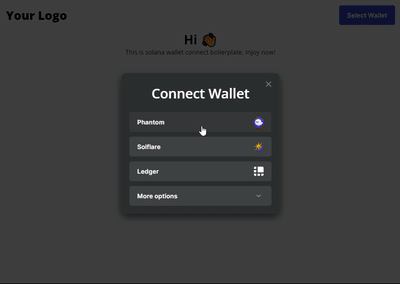 Your Logo
Select Wallet
Hi
This is solana wallet connect boilerplate. Injoy now!
Connect Wallet
Phantom
Solflare
Ledger
More options